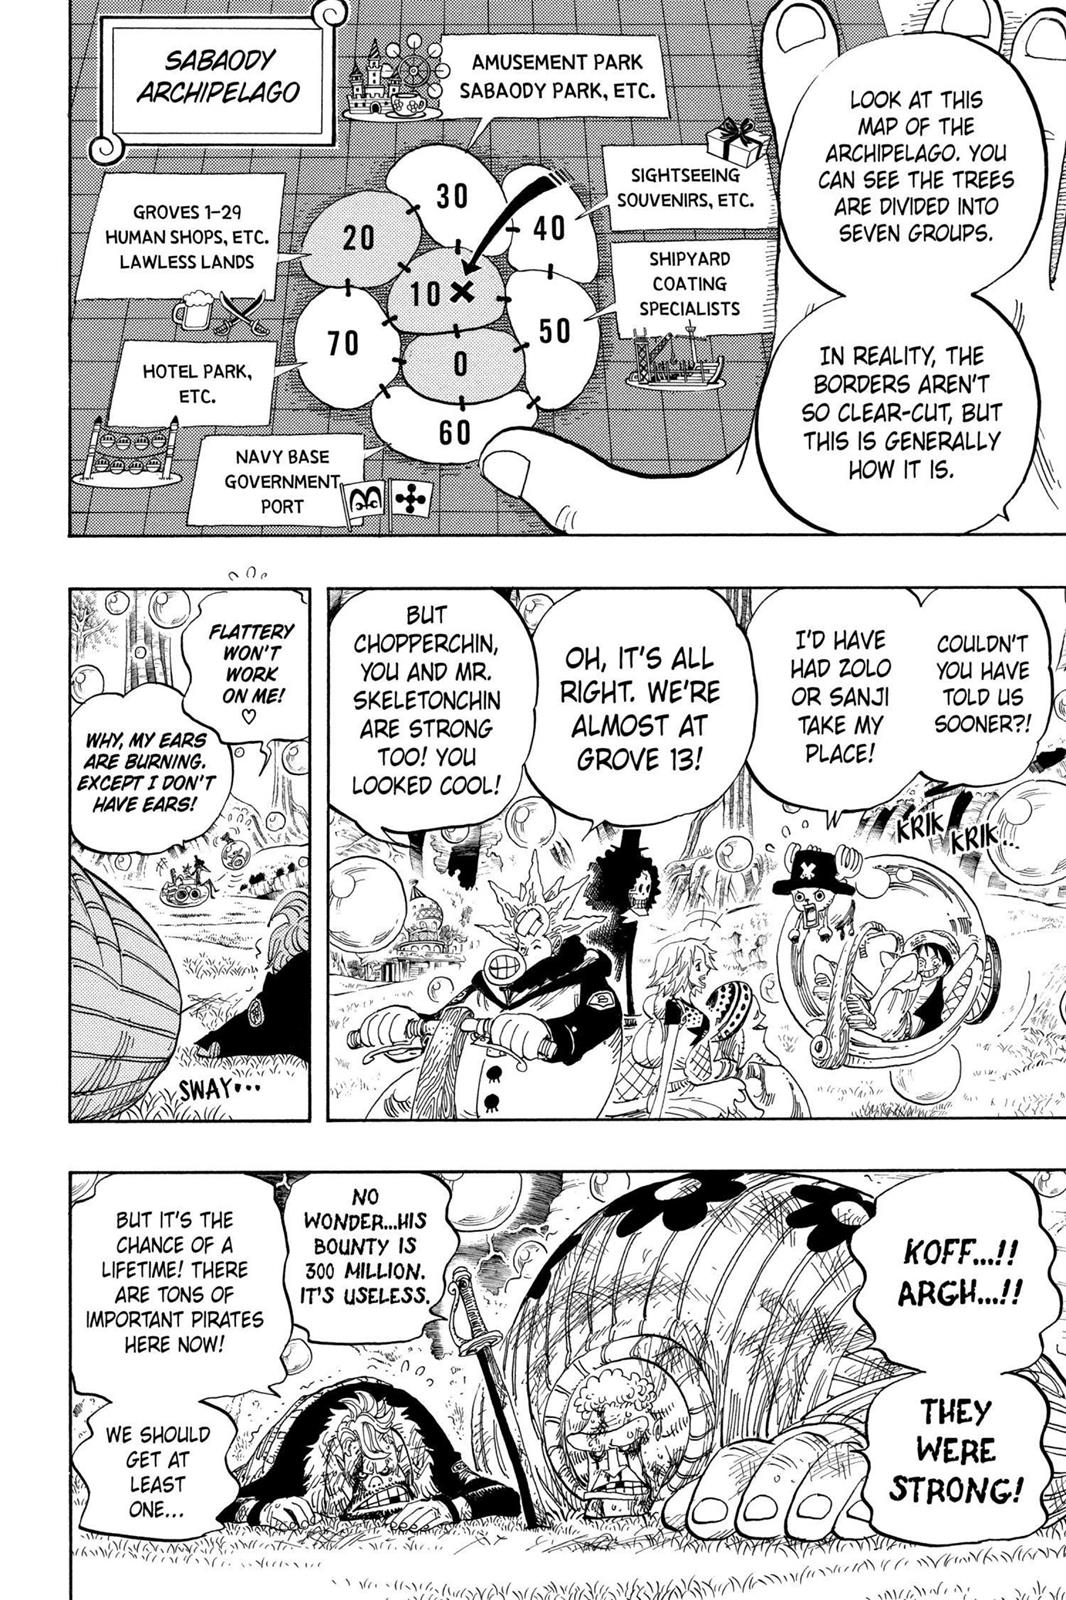 LOOK AT THIS
MAP OF THE
ARCHIPELAGO. YOU
CAN SEE THE TREES
ARE DIVIDED INTO
SEVEN GROUPS.
IN REALITY, THE
BORDERS AREN'T
SO CLEAR-CUT, BUT
THIS IS GENERALLY
HOW IT IS.
SABAODY
ARCHIPELAGO
AMUSEMENT PARK
SABAODY PARK, ETC.
SIGHTSEEING
SOUVENIRS, ETC.
GROVES 1-29
HUMAN SHOPS, ETC.
LAWLESS LANDS
SHIPYARD
COATING
SPECIALISTS
HOTEL PARK,
ETC.
NAVY BASE
GOVERNMENT
PORT
30
20
40
10
70
50
0
60
COULDN'T
YOU HAVE
TOLD US
SOONER?!
I'D HAVE
HAD ZOLO
OR SANJI
TAKE MY
PLACE!
OH, IT'S ALL
RIGHT. WE'RE
ALMOST AT
GROVE 13!
BUT
CHOPPERCHIN,
YOU AND MR.
SKELETONCHIN
ARE STRONG
TOO! YOU
LOOKED COOL!
KRIK
KRIK...
FLATTERY
WON'T
WORK
ON ME!
♡
WHY, MY EARS
ARE BURNING.
EXCEPT I DON'T
HAVE EARS!
SWAY...
KOFF...!!
ARGH...!!
THEY
WERE
STRONG!
NO
WONDER...HIS
BOUNTY IS
300 MILLION.
IT'S USELESS.
BUT IT'S THE
CHANCE OF A
LIFETIME! THERE
ARE TONS OF
IMPORTANT PIRATES
HERE NOW!
WE SHOULD
GET AT
LEAST
ONE...